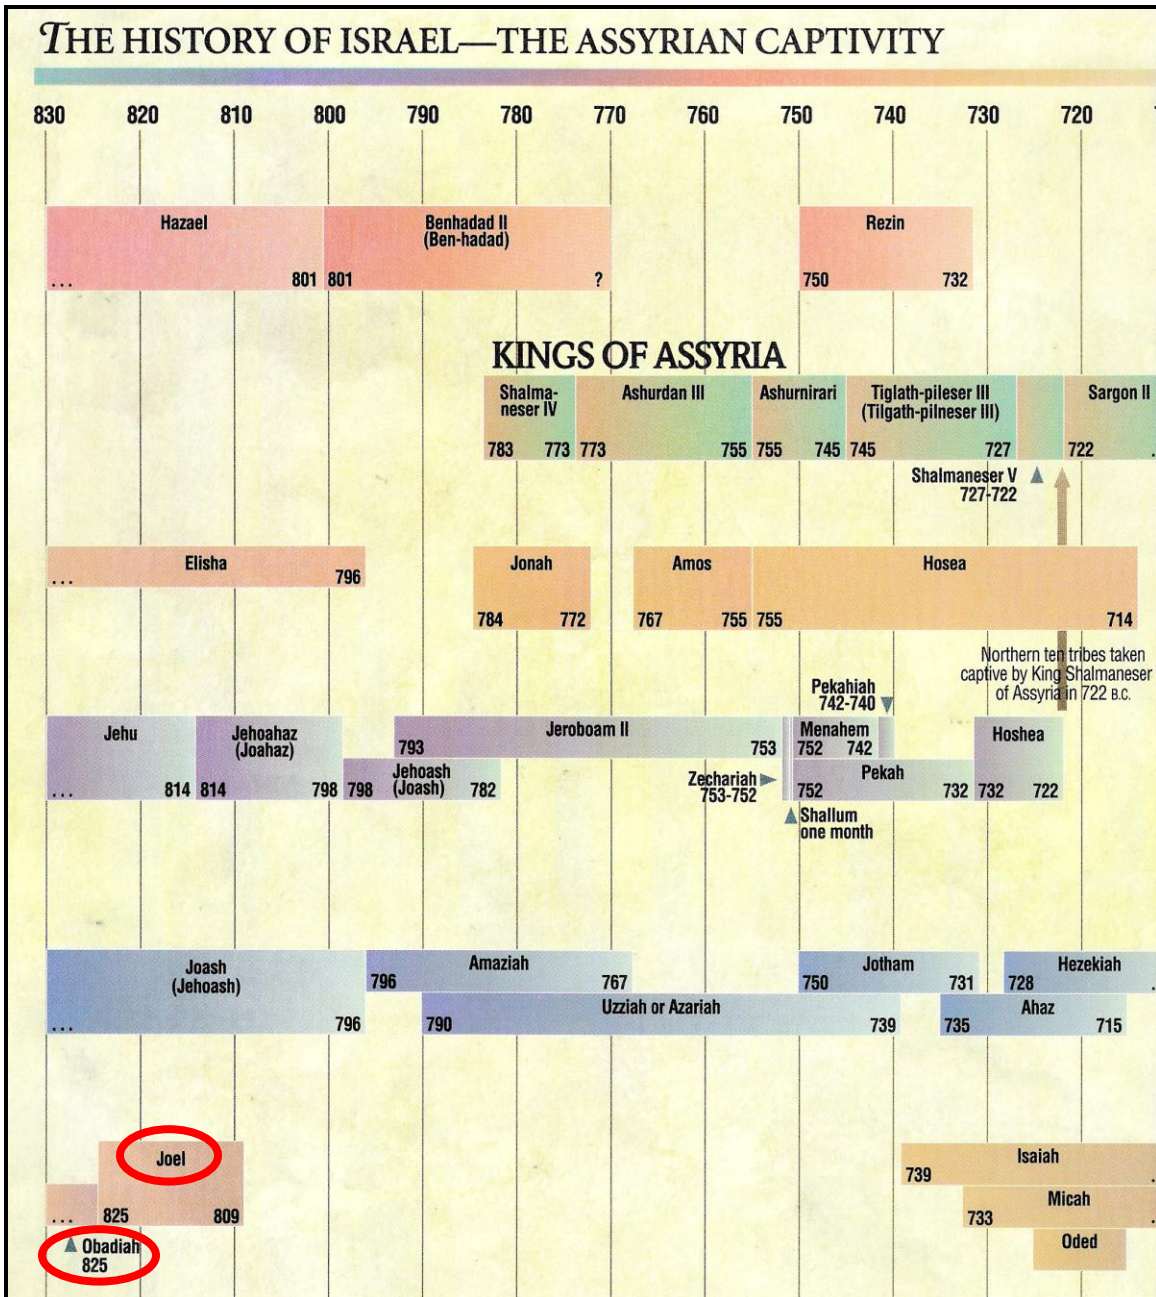 THE HISTORY OF ISRAEL—THE ASSYRIAN CAPTIVITY
830 820 810 800 790 780 770 760 750 740 730 720
Hazael
... 801
Benhadad II
(Ben-hadad)
801 ?
Rezin
750 732
KINGS OF ASSYRIA
Shalma-
neser IV
783 773
Ashurdan III
773 755
Ashurnirari
755 745
Tiglath-pileser III
(Tilgath-pilneser III)
745 727
Sargon II
722 .
Shalmaneser V
727-722
Elisha
... 796
Jonah
784 772
Amos
767 755
Hosea
755 714
Northern ten tribes taken
captive by King Shalmaneser
of Assyria in 722 B.C.
Pekahiah
742-740
Jehu
... 814
Jehoahaz
(Joahaz)
814 798
Jeroboam II
793 753
Jehoash
(Joash)
798 782
Zechariah
753-752
Menahem
752 742
Pekah
752 732
Shallum
one month
Hoshea
732 722
Joash
(Jehoash)
... 796
Amaziah
796 767
Uzziah or Azariah
790 739
Jotham
750 731
Hezekiah
728 .
Ahaz
735 715
Joel
... 825 809
Obadiah
825
Isaiah
739 .
Micah
733 .
Oded